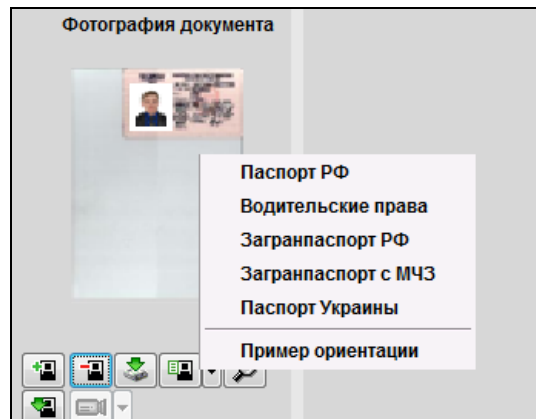 Фотография документа
Паспорт РФ
Водительские права
Загранпаспорт РФ
Загранпаспорт с МЧЗ
Паспорт Украины
Пример ориентации